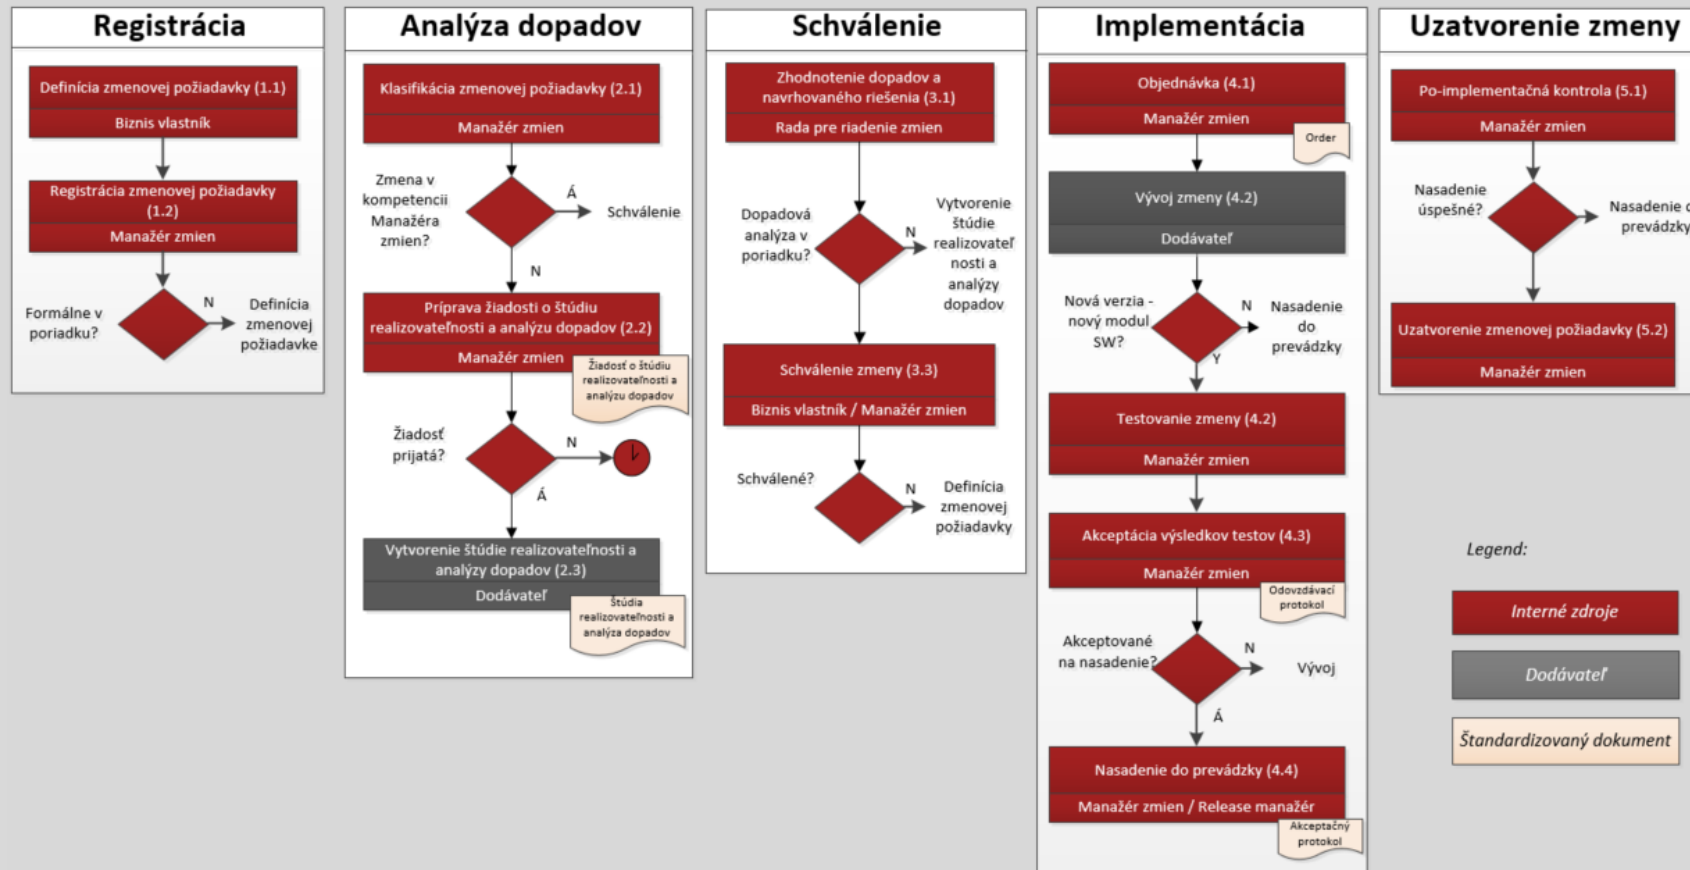 Registrácia
Definícia zmenovej požiadavky (1.1)
Biznis vlastník
Registrácia zmenovej požiadavky
(1.2)
Manažér zmien
Formálne v
poriadku?
N
Definícia
zmenovej
požiadavke
Analýza dopadov
Klasifikácia zmenovej požiadavky (2.1)
Manažér zmien
Zmena v
kompetencii
Manažéra
zmien?
Á
Schválenie
N
Príprava žiadosti o štúdiu
realizovateľnosti a analýzu dopadov (2.2)
Manažér zmien
Žiadosť o štúdiu
realizovateľnosti a
analýzu dopadov
Žiadosť
prijatá?
N
Á
Vytvorenie štúdie realizovateľnosti a
analýzy dopadov (2.3)
Dodávateľ
Štúdia
realizovateľnosti a
analýza dopadov
Schválenie
Zhodnotenie dopadov a
navrhovaného riešenia (3.1)
Rada pre riadenie zmien
Dopadová
analýza v
poriadku?
N
Vytvorenie
štúdie
realizovateľ
nosti a
analýzy
dopadov
Schválenie zmeny (3.3)
Biznis vlastník / Manažér zmien
Schválené?
N
Definícia
zmenovej
požiadavky
Implementácia
Objednávka (4.1)
Manažér zmien
Order
Vývoj zmeny (4.2)
Dodávateľ
Nová verzia -
nový modul
SW?
N
Nasadenie
do
prevádzky
Y
Testovanie zmeny (4.2)
Manažér zmien
Akceptácia výsledkov testov (4.3)
Manažér zmien
Odovzdávací
protokol
Akceptované
na nasadenie?
N
Vývoj
Á
Nasadenie do prevádzky (4.4)
Manažér zmien / Release manažér
Akceptačný
protokol
Uzatvorenie zmeny
Po-implementačná kontrola (5.1)
Manažér zmien
Nasadenie
úspešné?
Nasadenie
prevádzky
Uzatvorenie zmenovej požiadavky (5.2)
Manažér zmien
Legend:
Interné zdroje
Dodávateľ
Štandardizovaný dokument